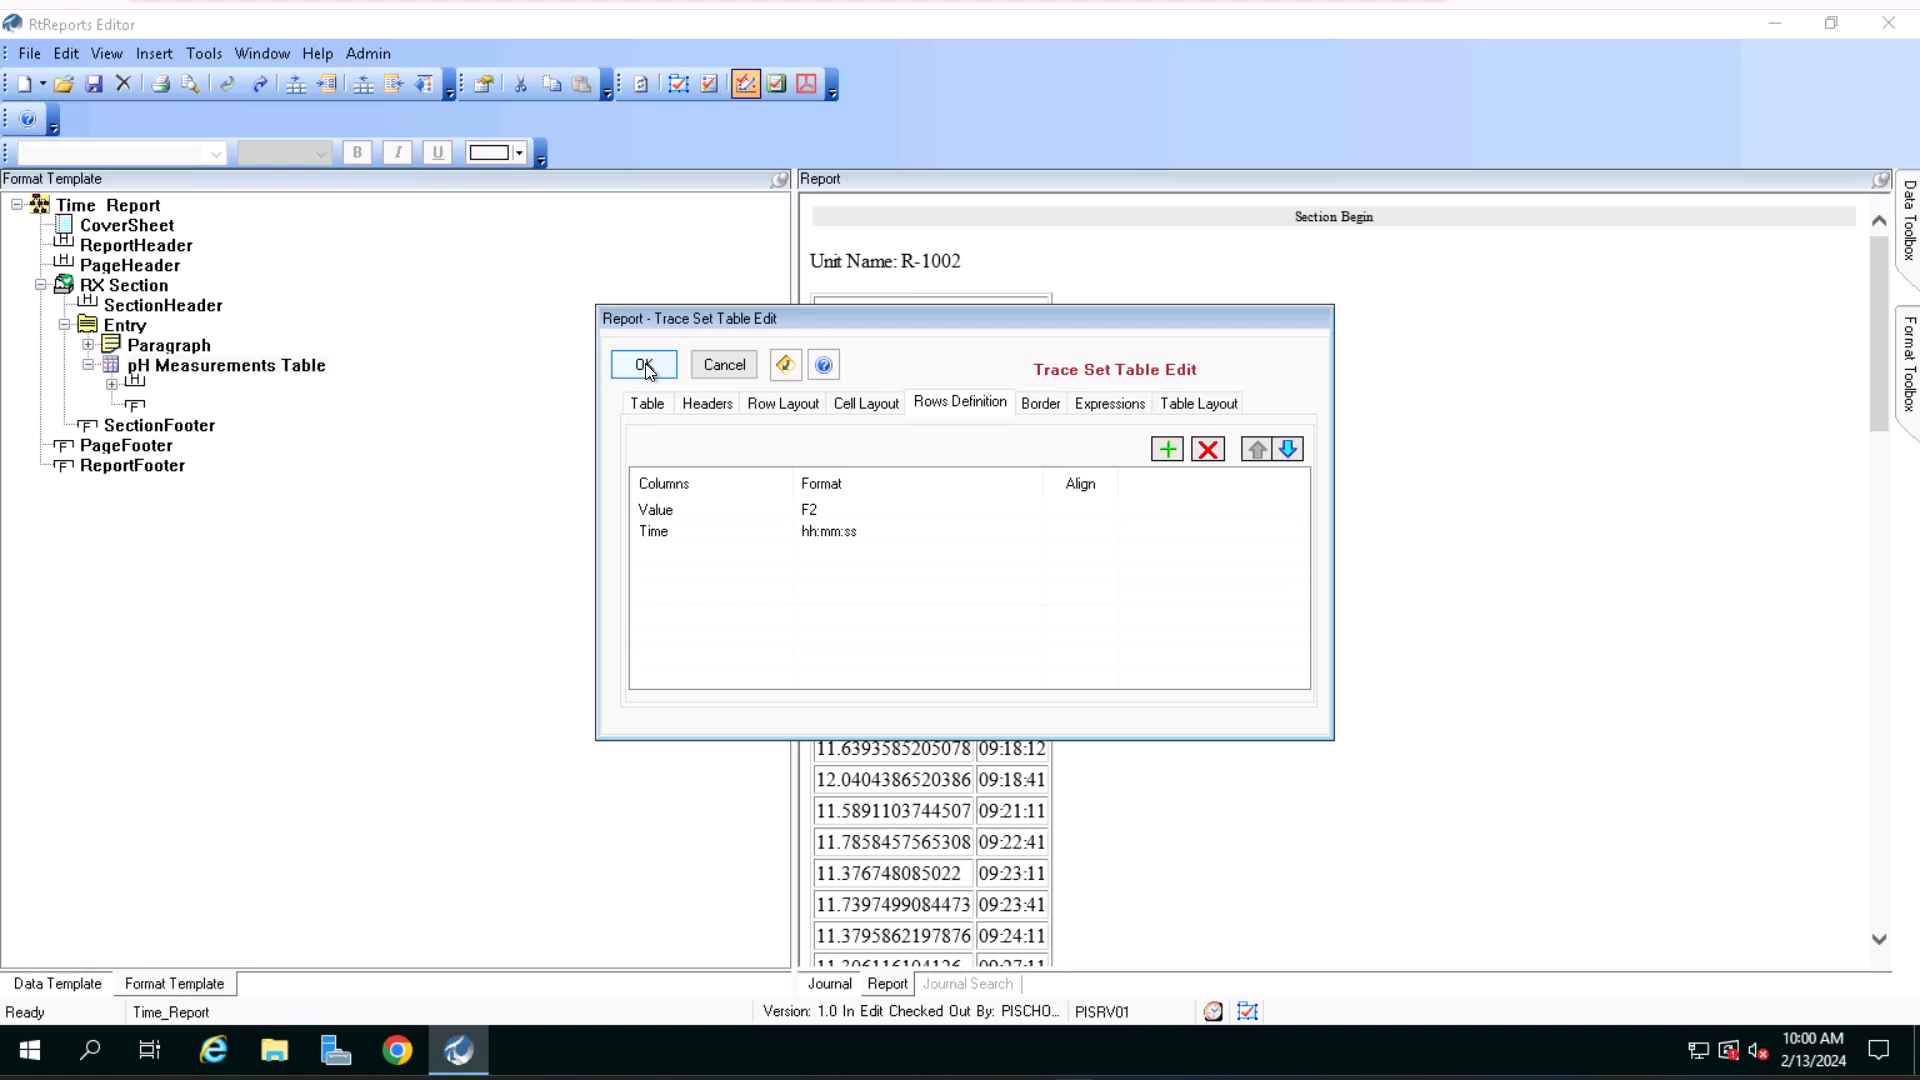 RtReports Editor
File Edit View Insert Tools Window Help Admin
B I U
Format Template
Report
Time Report
CoverSheet
ReportHeader
PageHeader
RX Section
SectionHeader
Entry
Paragraph
pH Measurements Table
SectionFooter
PageFooter
ReportFooter
Section Begin
Unit Name: R-1002
Report - Trace Set Table Edit
OK Cancel
Trace Set Table Edit
Table Headers Row Layout Cell Layout Rows Definition Border Expressions Table Layout
Columns Format Align
Value F2
Time hh:mm:ss
11.6393585205078 09:18:12
12.0404386520386 09:18:41
11.5891103744507 09:21:11
11.7858457565308 09:22:41
11.376748085022 09:23:11
11.7397499084473 09:23:41
11.3795862197876 09:24:11
Data Toolbox
Format Toolbox
Data Template Format Template
Journal Report Journal Search
Ready Time_Report Version: 1.0 In Edit Checked Out By: PISCHO... PISRV01
10:00 AM
2/13/2024